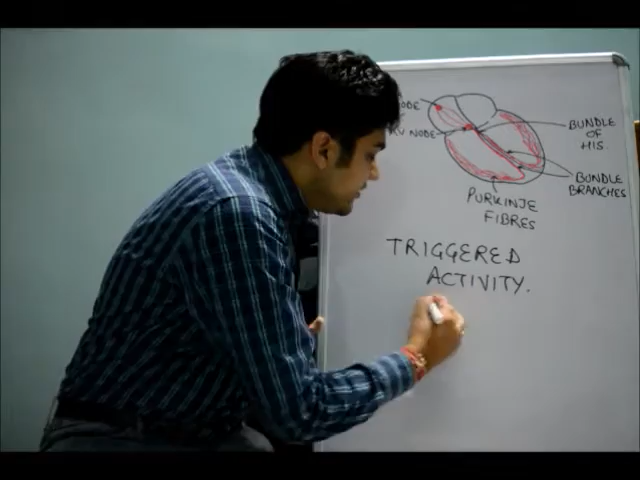 NODE
AV NODE
BUNDLE
OF
HIS.
BUNDLE
BRANCHES
PURKINJE
FIBRES
TRIGGERED
ACTIVITY.